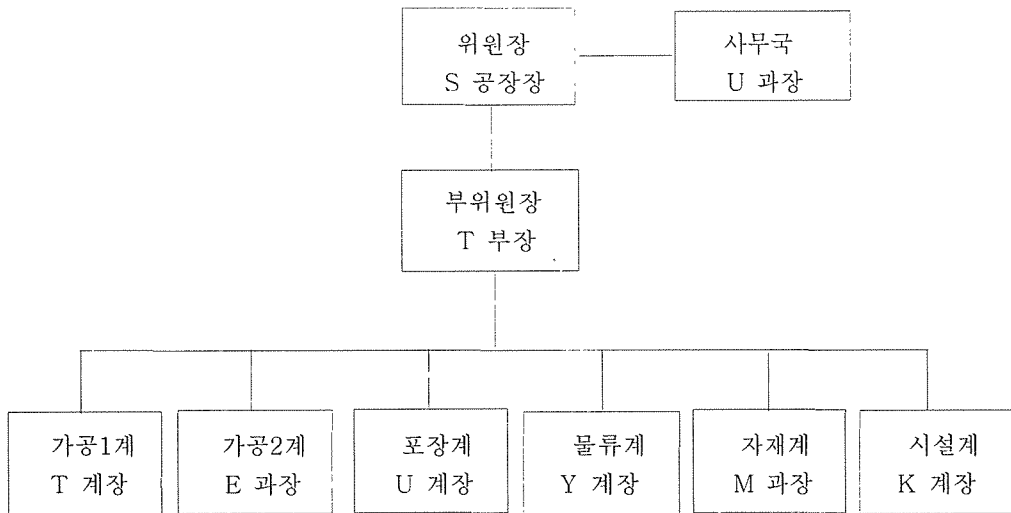 위원장
S 공장장
사무국
U 과장
부위원장
T 부장
가공1계
T 계장
가공2계
E 과장
포장계
U 계장
물류계
Y 계장
자재계
M 과장
시설계
K 계장